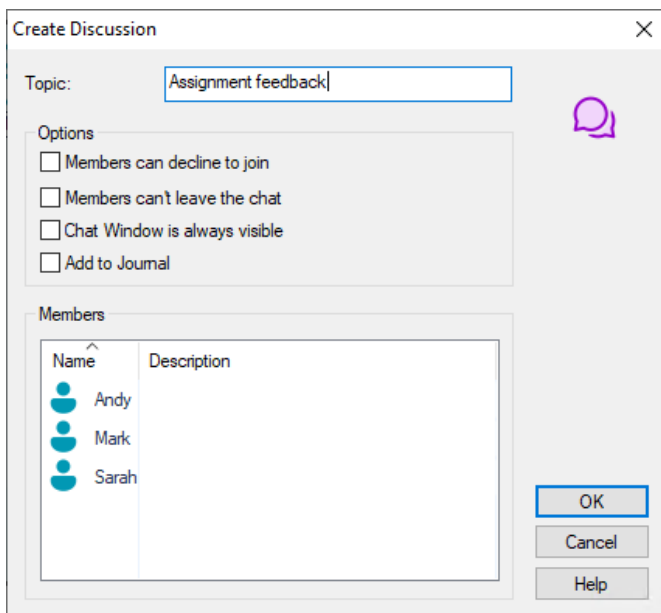 Create Discussion
Topic: Assignment feedback
Options
Members can decline to join
Members can't leave the chat
Chat Window is always visible
Add to Journal
Members
Name Description
Andy
Mark
Sarah
OK
Cancel
Help